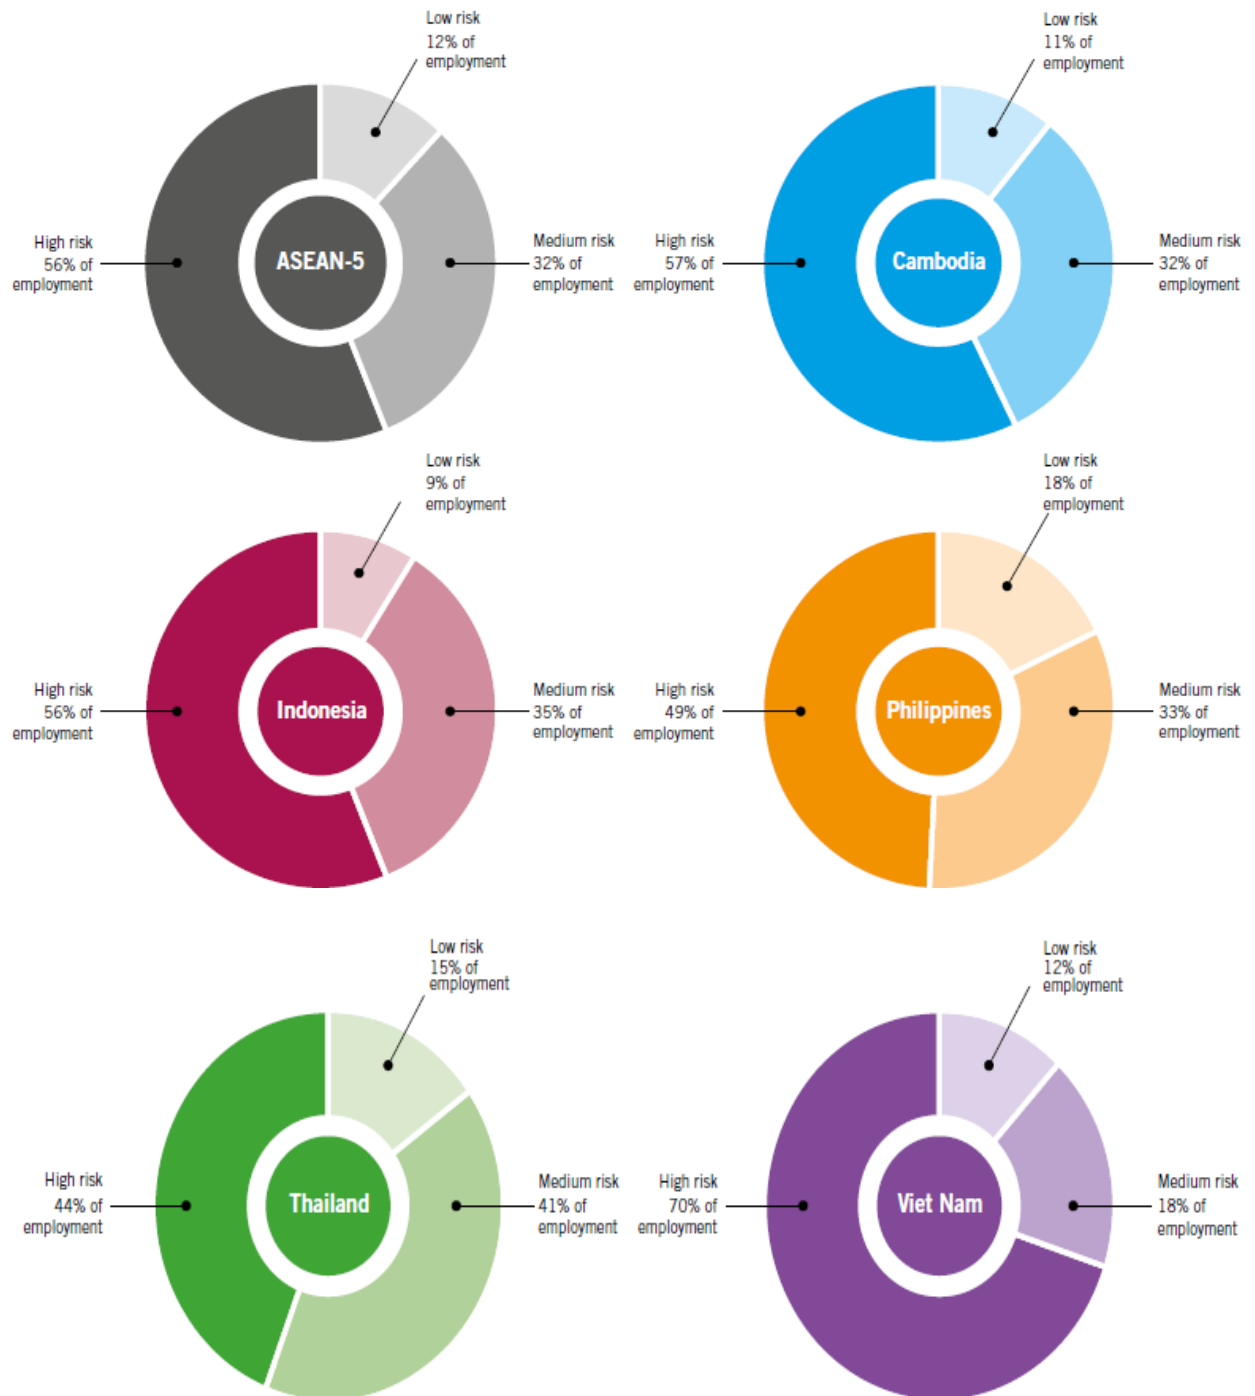 Low risk
12% of
employment
High risk
56% of
employment
ASEAN-5
Medium risk
32% of
employment
Low risk
11% of
employment
High risk
57% of
employment
Cambodia
Medium risk
32% of
employment
Low risk
9% of
employment
High risk
56% of
employment
Indonesia
Medium risk
35% of
employment
Low risk
18% of
employment
High risk
49% of
employment
Philippines
Medium risk
33% of
employment
Low risk
15% of
employment
High risk
44% of
employment
Thailand
Medium risk
41% of
employment
Low risk
12% of
employment
High risk
70% of
employment
Viet Nam
Medium risk
18% of
employment